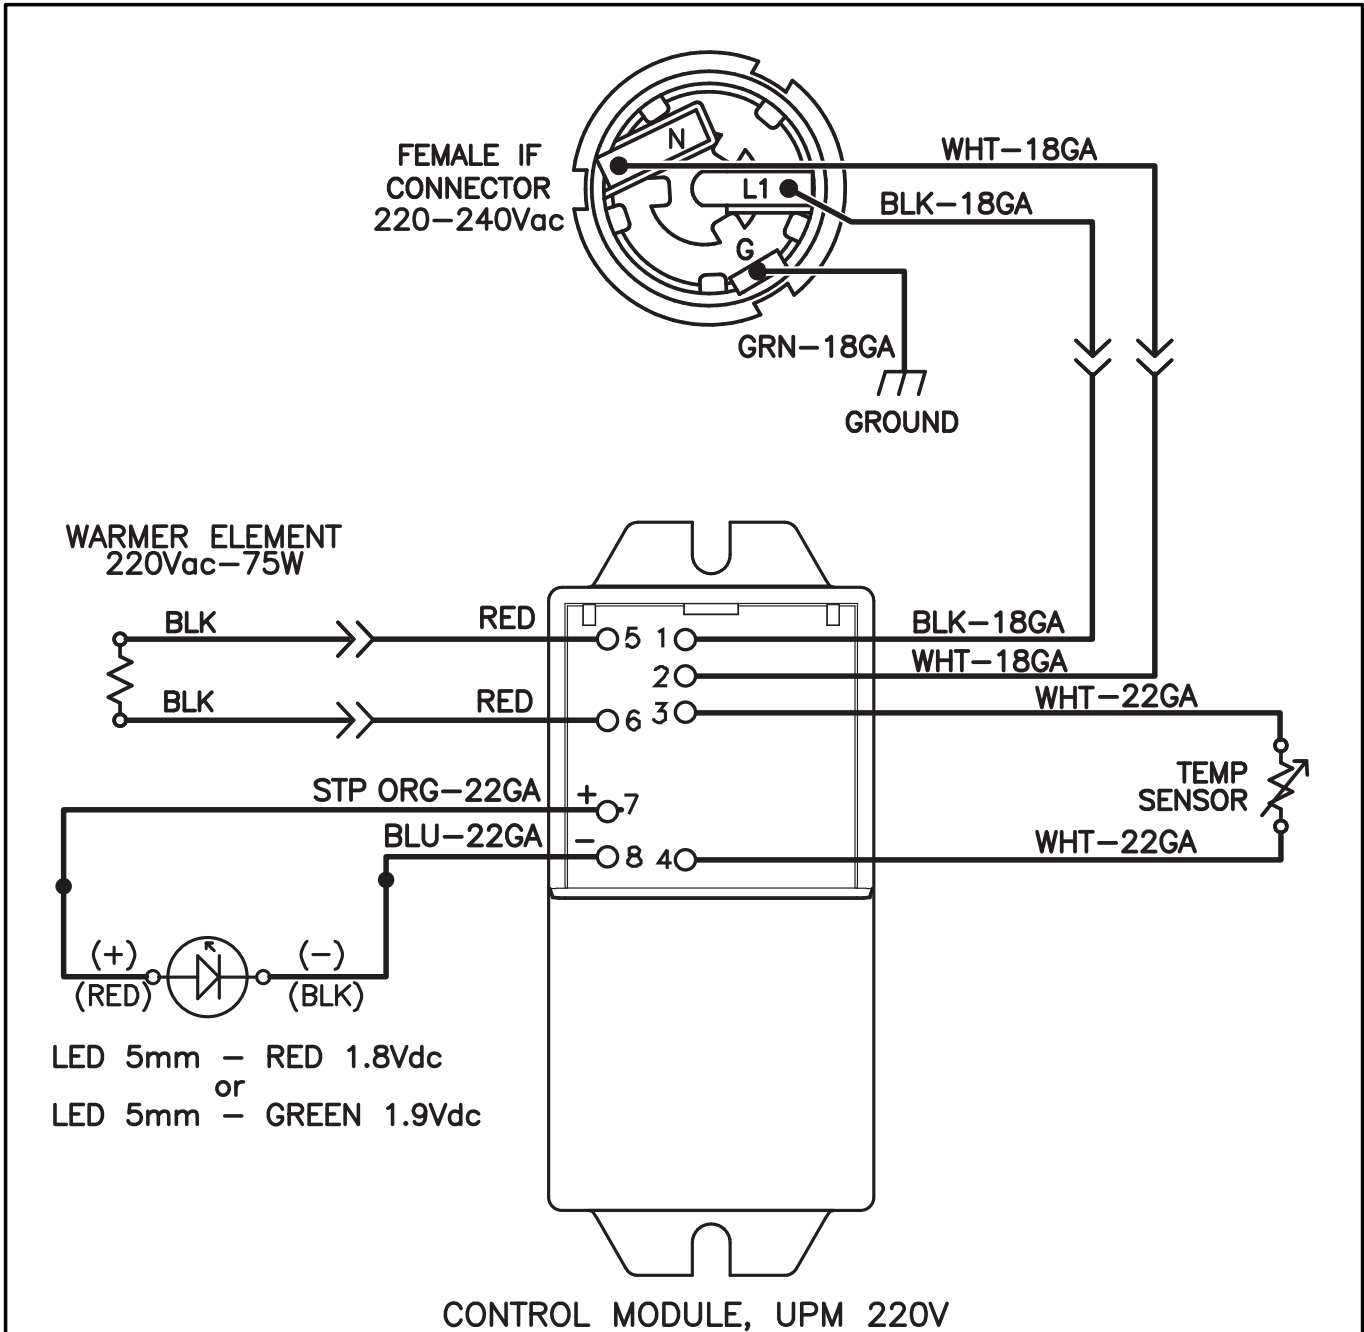 FEMALE IF
CONNECTOR
220-240Vac
N
L1
G
WHT-18GA
BLK-18GA
GRN-18GA
GROUND
WARMER ELEMENT
220Vac-75W
BLK
RED
5
1
BLK-18GA
2
WHT-18GA
BLK
RED
6
3
WHT-22GA
STP ORG-22GA
+
7
BLU-22GA
-
8
4
WHT-22GA
TEMP
SENSOR
(+)
(RED)
(-)
(BLK)
LED 5mm - RED 1.8Vdc
or
LED 5mm - GREEN 1.9Vdc
CONTROL MODULE, UPM 220V